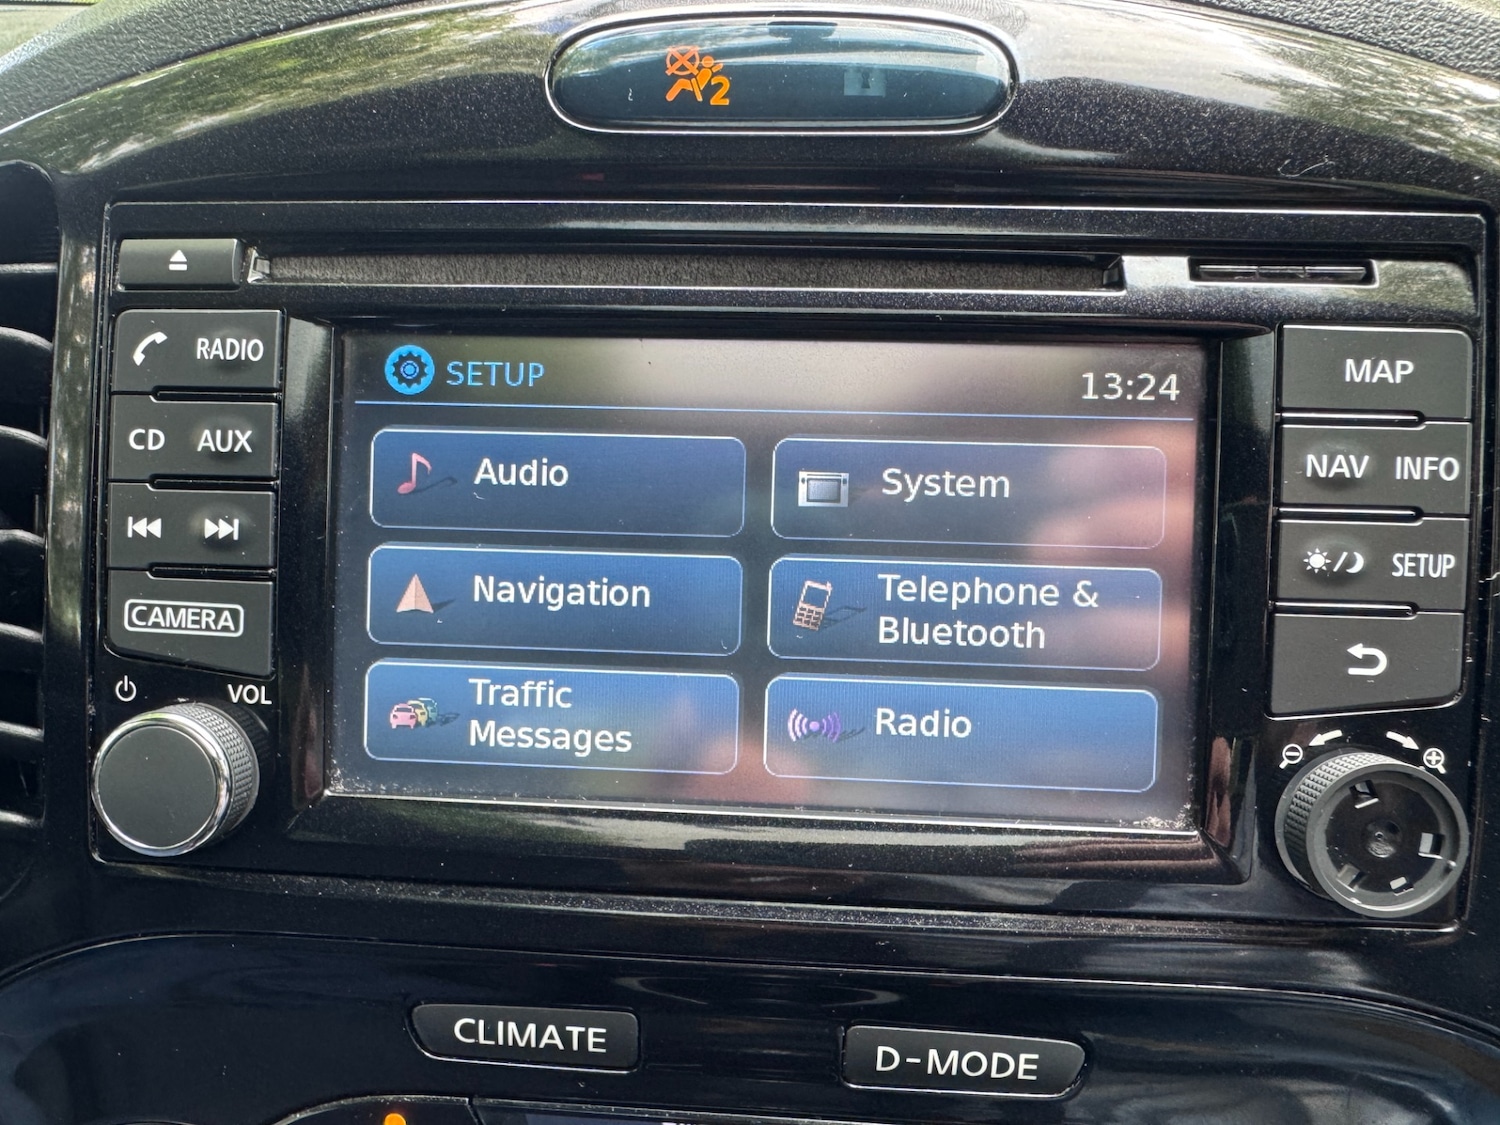 2
RADIO
CD AUX
CAMERA
VOL
SETUP
13:24
Audio
System
Navigation
Telephone &
Bluetooth
Traffic
Messages
Radio
MAP
NAV INFO
SETUP
CLIMATE
D-MODE